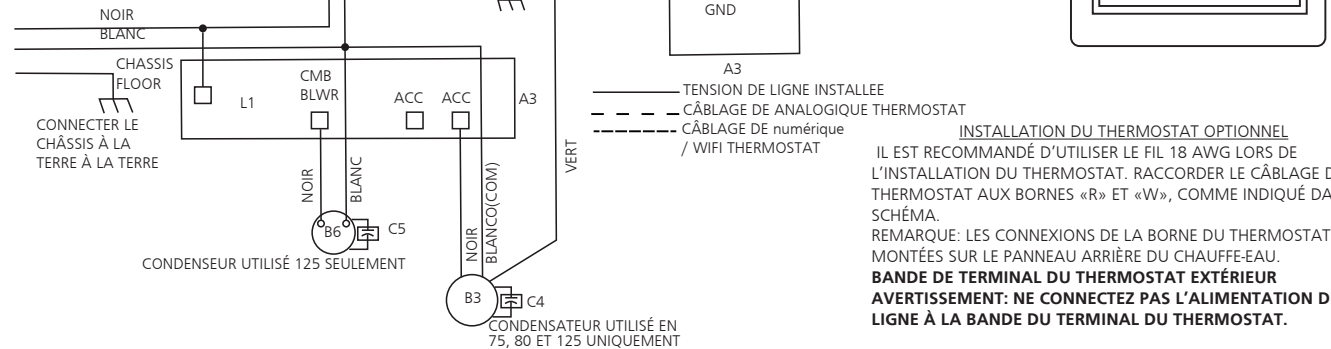 NOIR
BLANC
CHASSIS
FLOOR
CONNECTER LE
CHÂSSIS À LA
TERRE À LA TERRE
L1
CMB
BLWR
ACC
ACC
A3
NOIR
BLANC
B6
C5
CONDENSEUR UTILISÉ 125 SEULEMENT
NOIR
BLANCO(COM)
VERT
B3
C4
CONDENSATEUR UTILISÉ EN
75, 80 ET 125 UNIQUEMENT
GND
A3
TENSION DE LIGNE INSTALLEE
CÂBLAGE DE ANALOGIQUE THERMOSTAT
CÂBLAGE DE numérique
/ WIFI THERMOSTAT
INSTALLATION DU THERMOSTAT OPTIONNEL
IL EST RECOMMANDÉ D’UTILISER LE FIL 18 AWG LORS DE
L’INSTALLATION DU THERMOSTAT. RACCORDER LE CÂBLAGE
THERMOSTAT AUX BORNES «R» ET «W», COMME INDIQUÉ
SCHÉMA.
REMARQUE: LES CONNEXIONS DE LA BORNE DU THERMOSTAT
MONTÉES SUR LE PANNEAU ARRIÈRE DU CHAUFFE-EAU.
BANDE DE TERMINAL DU THERMOSTAT EXTÉRIEUR
AVERTISSEMENT: NE CONNECTEZ PAS L’ALIMENTATION
LIGNE À LA BANDE DU TERMINAL DU THERMOSTAT.